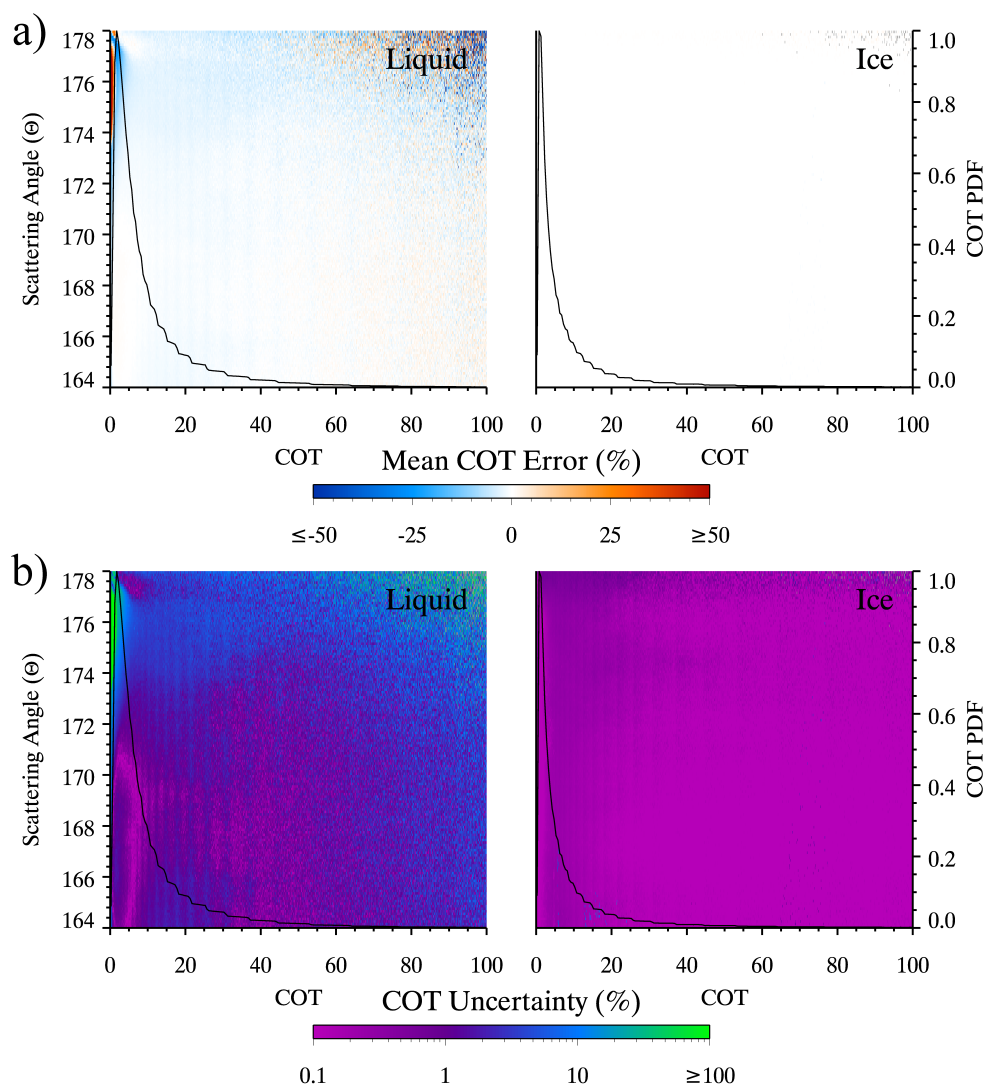 a)
178
176
174
172
170
168
166
164
Scattering Angle (Θ)
Liquid
0 20 40 60 80 100
COT
Ice
1.0
0.8
0.6
0.4
0.2
0.0
COT PDF
0 20 40 60 80 100
COT
Mean COT Error (%)
≤-50 -25 0 25 ≥50
b)
178
176
174
172
170
168
166
164
Scattering Angle (Θ)
Liquid
0 20 40 60 80 100
COT
Ice
1.0
0.8
0.6
0.4
0.2
0.0
COT PDF
0 20 40 60 80 100
COT
COT Uncertainty (%)
0.1 1 10 ≥100